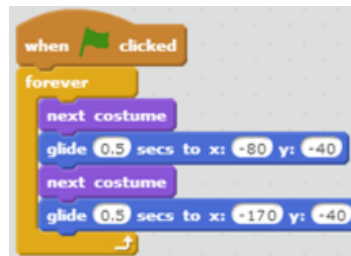 when clicked
forever
next costume
glide 0.5 secs to x: -80 y: -40
next costume
glide 0.5 secs to x: -170 y: -40